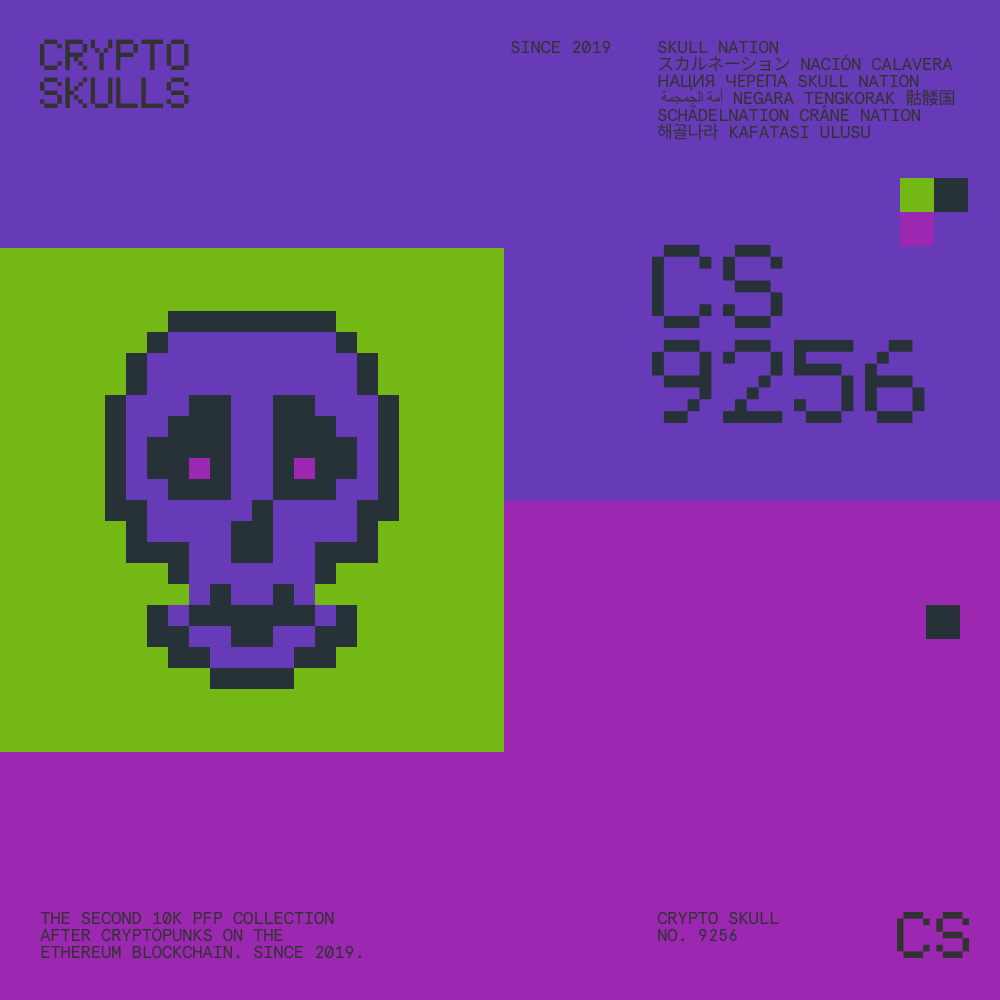 CRYPTO
SKULLS
SINCE 2019
SKULL NATION
スカルネーション NACIÓN CALAVERA
НАЦИЯ ЧЕРЕПА SKULL NATION
أمة الجمجمة NEGARA TENGKORAK 骷髅国
SCHÄDELNATION CRÂNE NATION
해골나라 KAFATASI ULUSU
CS
9256
THE SECOND 10K PFP COLLECTION
AFTER CRYPTOPUNKS ON THE
ETHEREUM BLOCKCHAIN. SINCE 2019.
CRYPTO SKULL
NO. 9256
CS